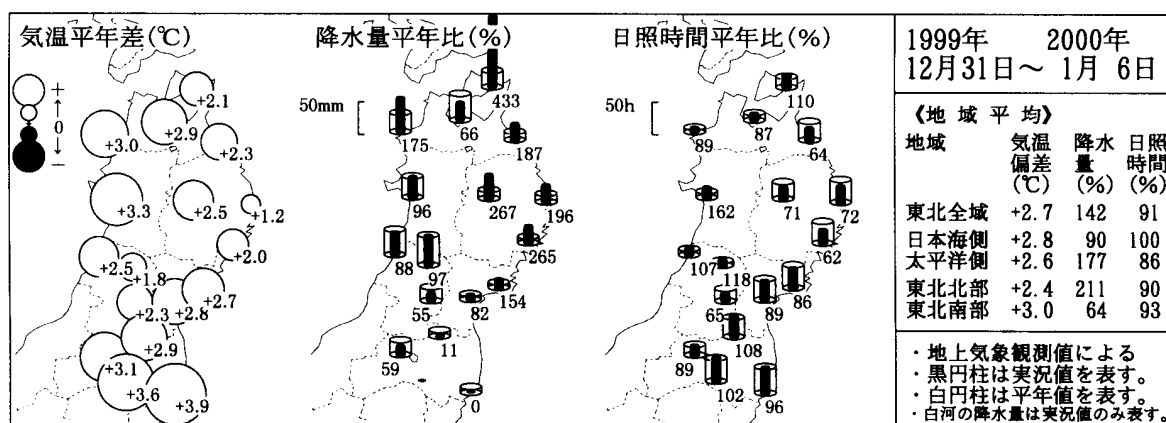 気温平年差(℃)
+
↑
0
↓
−
+2.1
+2.9
+3.0
+2.3
+3.3
+2.5
+1.2
+2.0
+2.5
+1.8
+2.7
+2.3
+2.8
+2.9
+3.1
+3.6
+3.9
降水量平年比(%)
50mm
433
66
175
187
96
267
196
265
88
97
154
55
82
11
59
0
日照時間平年比(%)
50h
110
87
89
64
162
71
72
62
107
118
86
65
89
108
89
102
96
1999年 2000年
12月31日～ 1月 6日
《地 域 平 均》
地域 気温 降水 日照
偏差 量 時間
(℃) (%) (%)
東北全域 +2.7 142 91
日本海側 +2.8 90 100
太平洋側 +2.6 177 86
東北北部 +2.4 211 90
東北南部 +3.0 64 93
・地上気象観測値による
・黒円柱は実況値を表す。
・白円柱は平年値を表す。
・白河の降水量は実況値のみ表す。